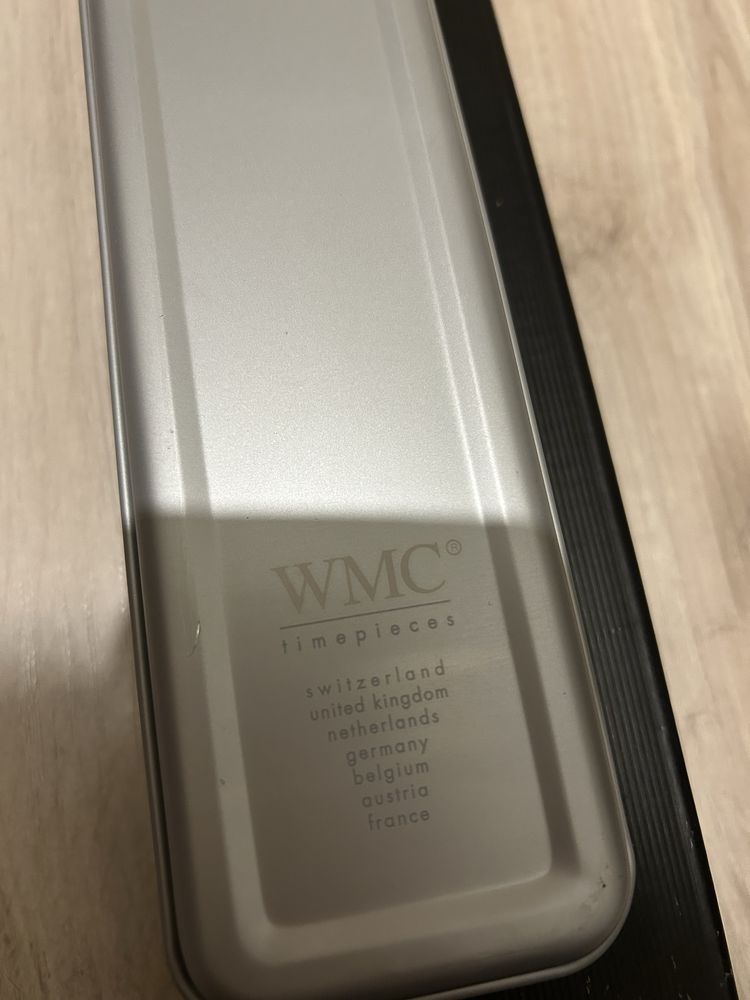 WMC®
timepieces
switzerland
united kingdom
netherlands
germany
belgium
austria
france